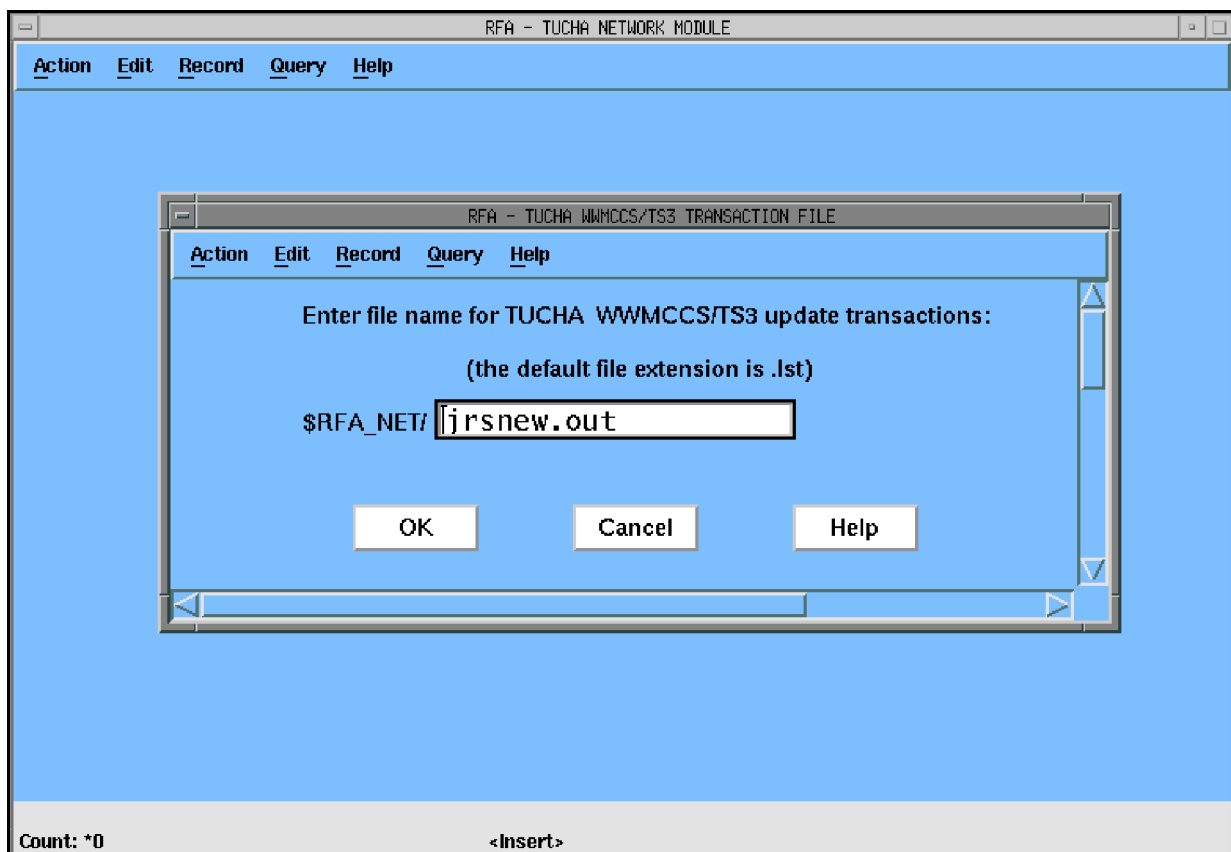 RFA - TUCHA NETWORK MODULE
Action Edit Record Query Help
RFA - TUCHA WWMCCS/TS3 TRANSACTION FILE
Action Edit Record Query Help
Enter file name for TUCHA WWMCCS/TS3 update transactions:
(the default file extension is .lst)
$RFA_NET/ jrsnew.out
OK Cancel Help
Count: *0 <Insert>